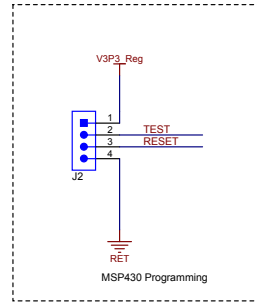 V3P3_Reg
1
2 TEST
3 RESET
4
J2
RET
MSP430 Programming